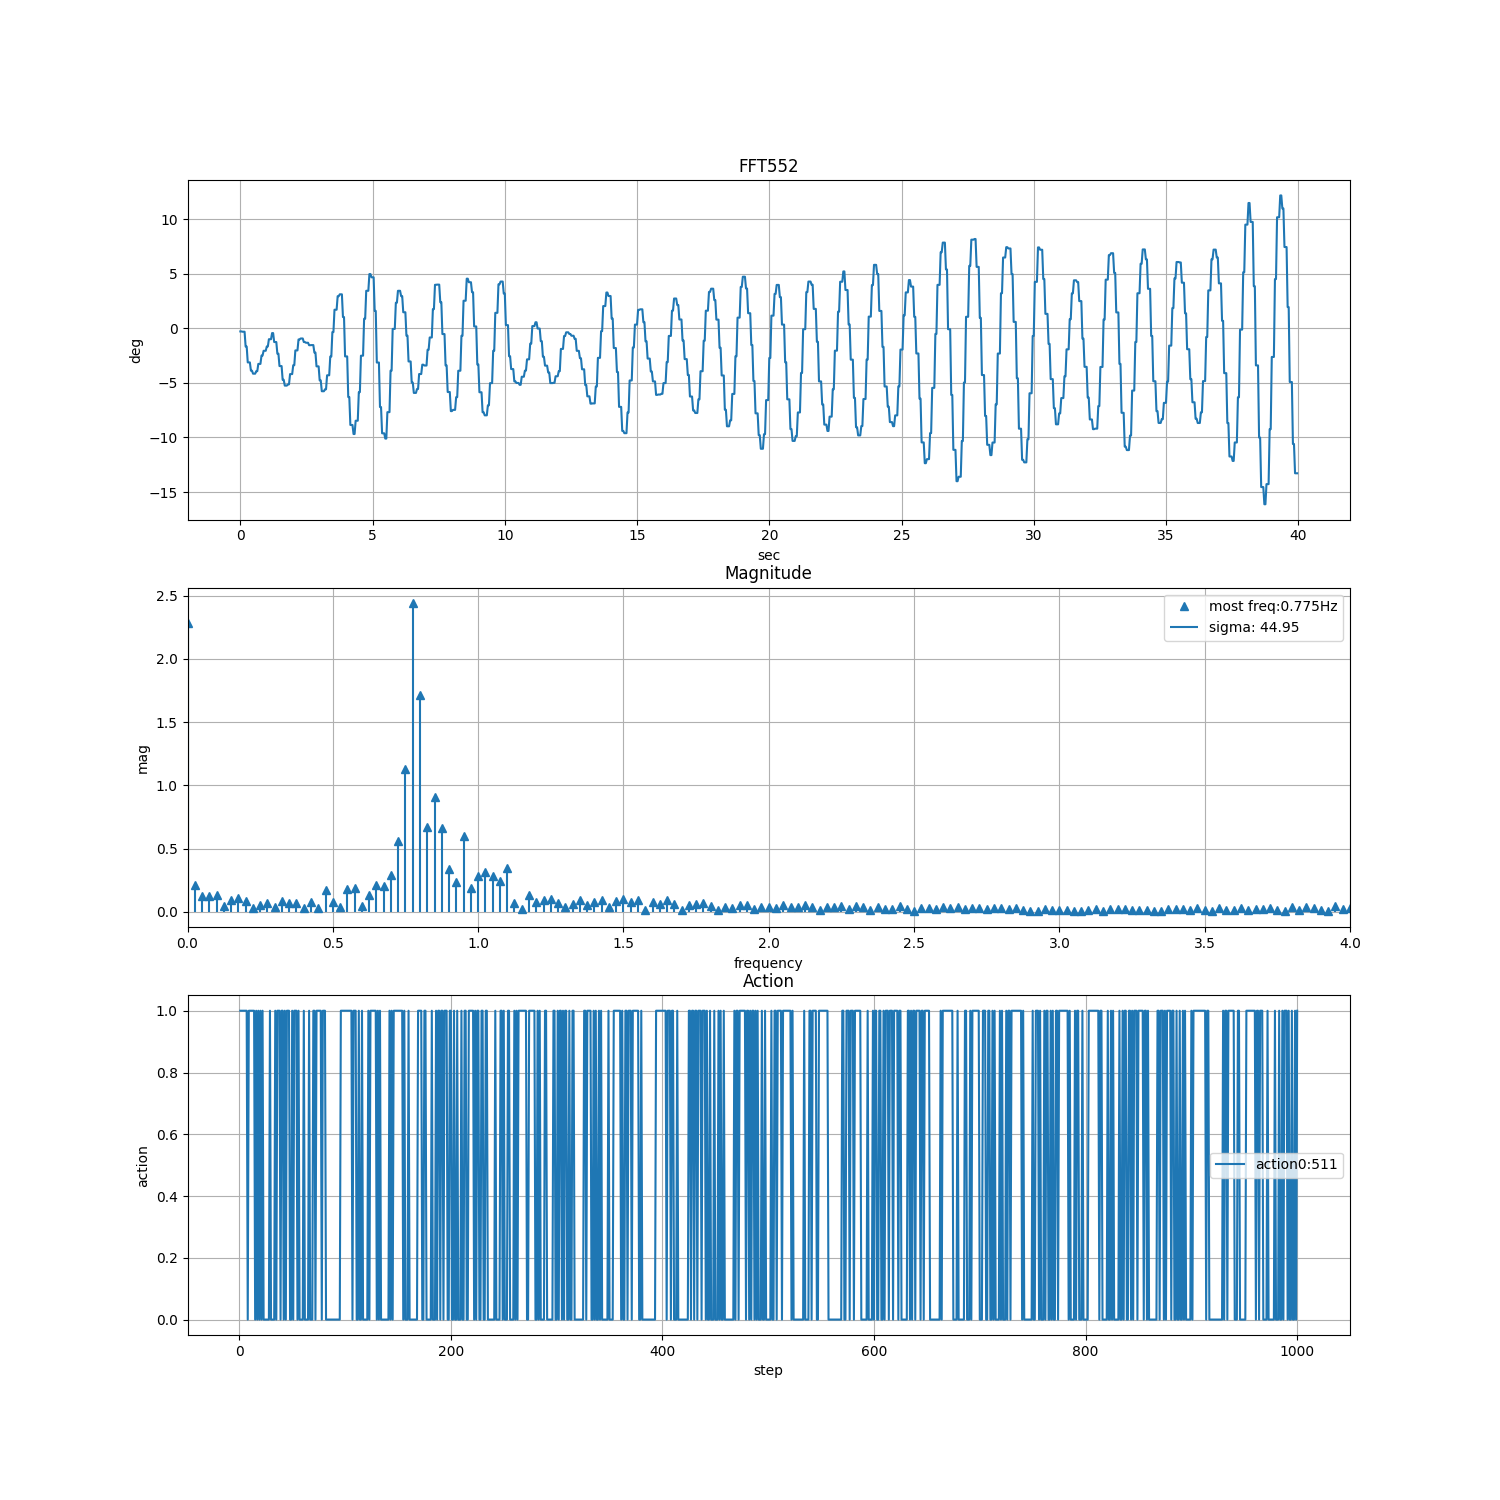 FFT552
10
5
0
−5
−10
−15
deg
0 5 10 15 20 25 30 35 40
sec
Magnitude
2.5
2.0
1.5
1.0
0.5
0.0
mag
most freq:0.775Hz
sigma: 44.95
0.0 0.5 1.0 1.5 2.0 2.5 3.0 3.5 4.0
frequency
Action
1.0
0.8
0.6
0.4
0.2
0.0
action
action0:511
0 200 400 600 800 1000
step